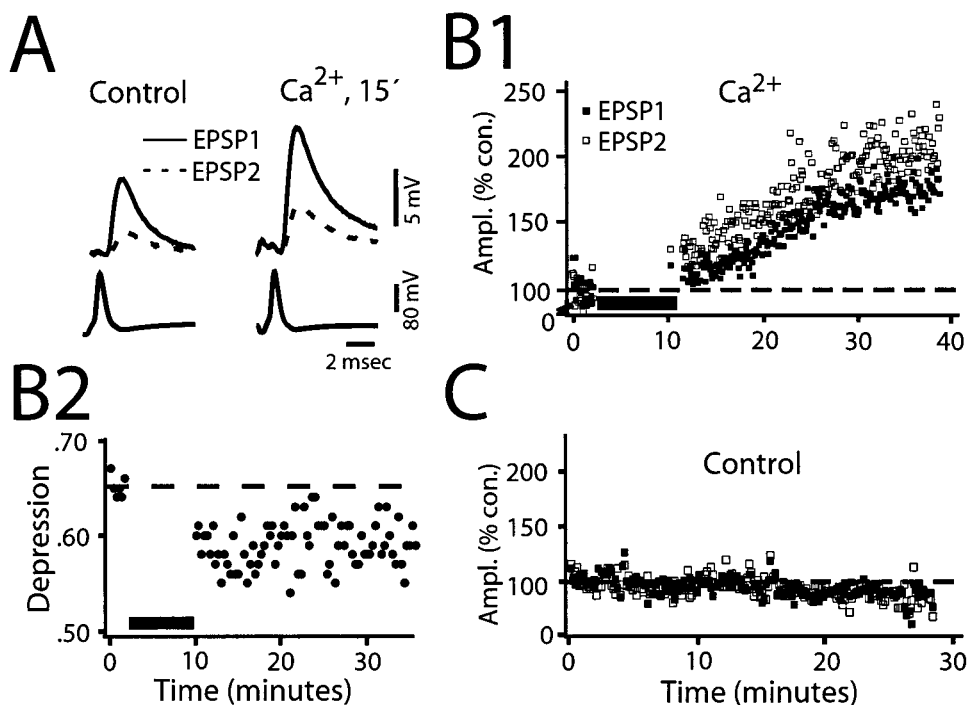 A
Control
Ca2+, 15´
EPSP1
EPSP2
5 mV
80 mV
2 msec
B1
Ca2+
EPSP1
EPSP2
Ampl. (% con.)
250
200
150
100
0
0 10 20 30 40
B2
Depression
.70
.60
.50
0 10 20 30
Time (minutes)
C
Control
Ampl. (% con.)
200
150
100
0
0 10 20 30
Time (minutes)